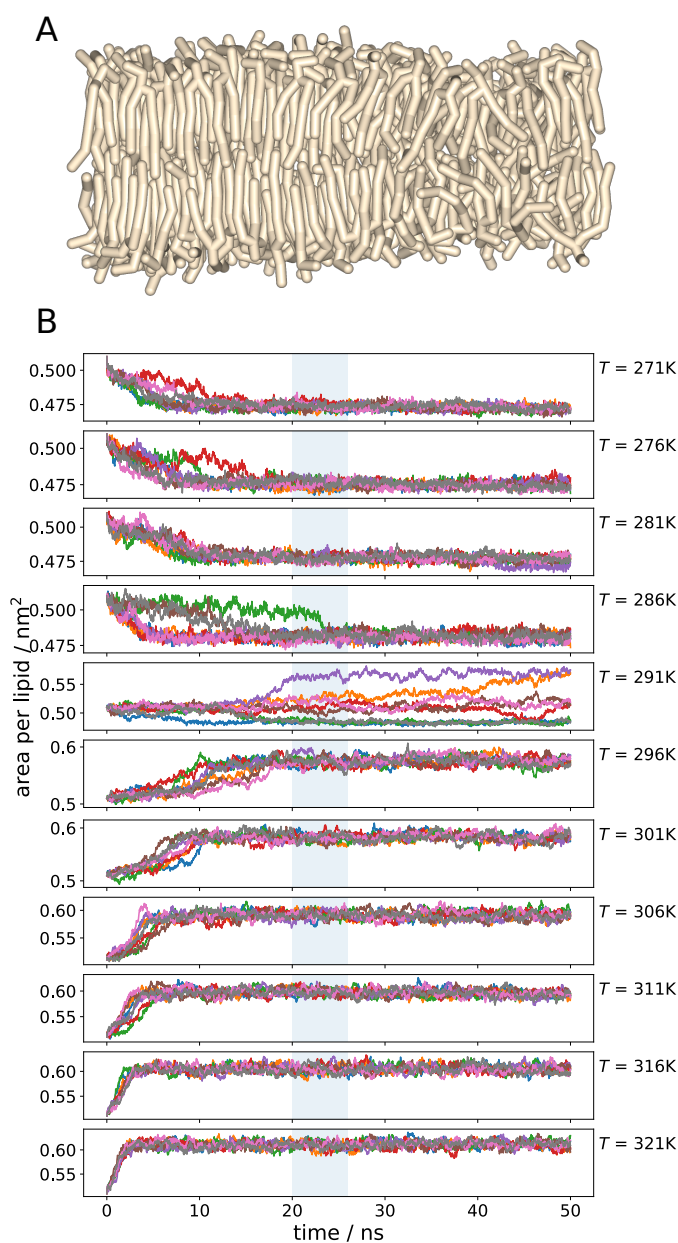 A
B
area per lipid / nm²
0.500
0.475
T = 271K
0.500
0.475
T = 276K
0.500
0.475
T = 281K
0.500
0.475
T = 286K
0.55
0.50
T = 291K
0.6
0.5
T = 296K
0.6
0.5
T = 301K
0.60
0.55
T = 306K
0.60
0.55
T = 311K
0.60
0.55
T = 316K
0.60
0.55
T = 321K
0 10 20 30 40 50
time / ns